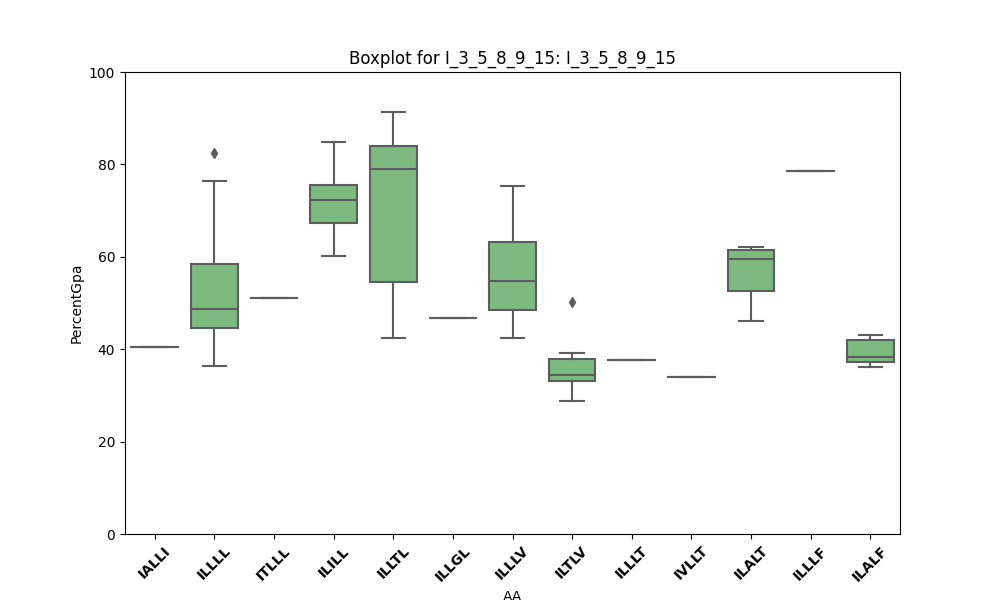 Boxplot for I_3_5_8_9_15: I_3_5_8_9_15
PercentGpa
100
80
60
40
20
0
IALLI
ILLLL
ITLLL
ILILL
ILLTL
ILLGL
ILLLV
ILTLV
ILLLT
IVLLT
ILALT
ILLLF
ILALF
AA